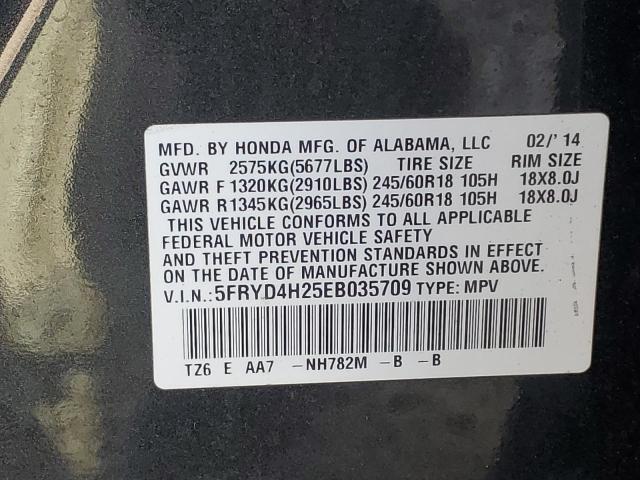 MFD. BY HONDA MFG. OF ALABAMA, LLC 02/'14
GVWR 2575KG(5677LBS) TIRE SIZE RIM SIZE
GAWR F 1320KG(2910LBS) 245/60R18 105H 18X8.0J
GAWR R 1345KG(2965LBS) 245/60R18 105H 18X8.0J
THIS VEHICLE CONFORMS TO ALL APPLICABLE
FEDERAL MOTOR VEHICLE SAFETY
AND THEFT PREVENTION STANDARDS IN EFFECT
ON THE DATE OF MANUFACTURE SHOWN ABOVE.
V.I.N.:5FRYD4H25EB035709 TYPE: MPV
TZ6 E AA7 -NH782M -B -B